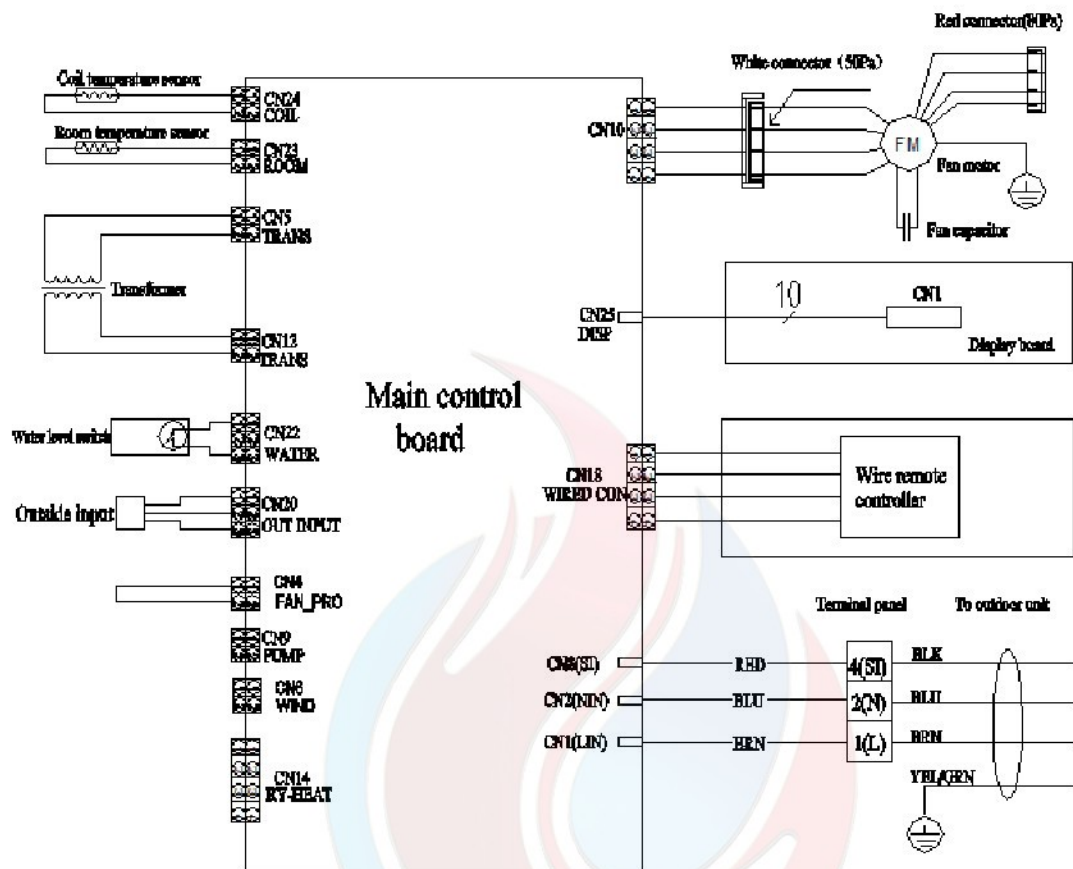 Red connector(80Pa)
Coil temperature sensor
White connector (50Pa)
CN24
COIL
Room temperature sensor
CN10
CN23
ROOM
FM
Fan motor
CN5
TRANS
Fan capacitor
Transformer
10
CN1
CN25
DISP
CN12
TRANS
Display board
Main control
board
Water level switch
CN22
WATER
CN18
WIRED CON
Wire remote
controller
Outside Input
CN20
OUT INPUT
CN4
FAN_PRO
Terminal panel
To outdoor unit
CN9
PUMP
CN8(SI)
RED
4(SI)
BLK
CN6
WIND
CN2(NIN)
BLU
2(N)
BLU
CN1(LIN)
BRN
1(L)
BRN
CN14
RY-HEAT
YEL/GRN